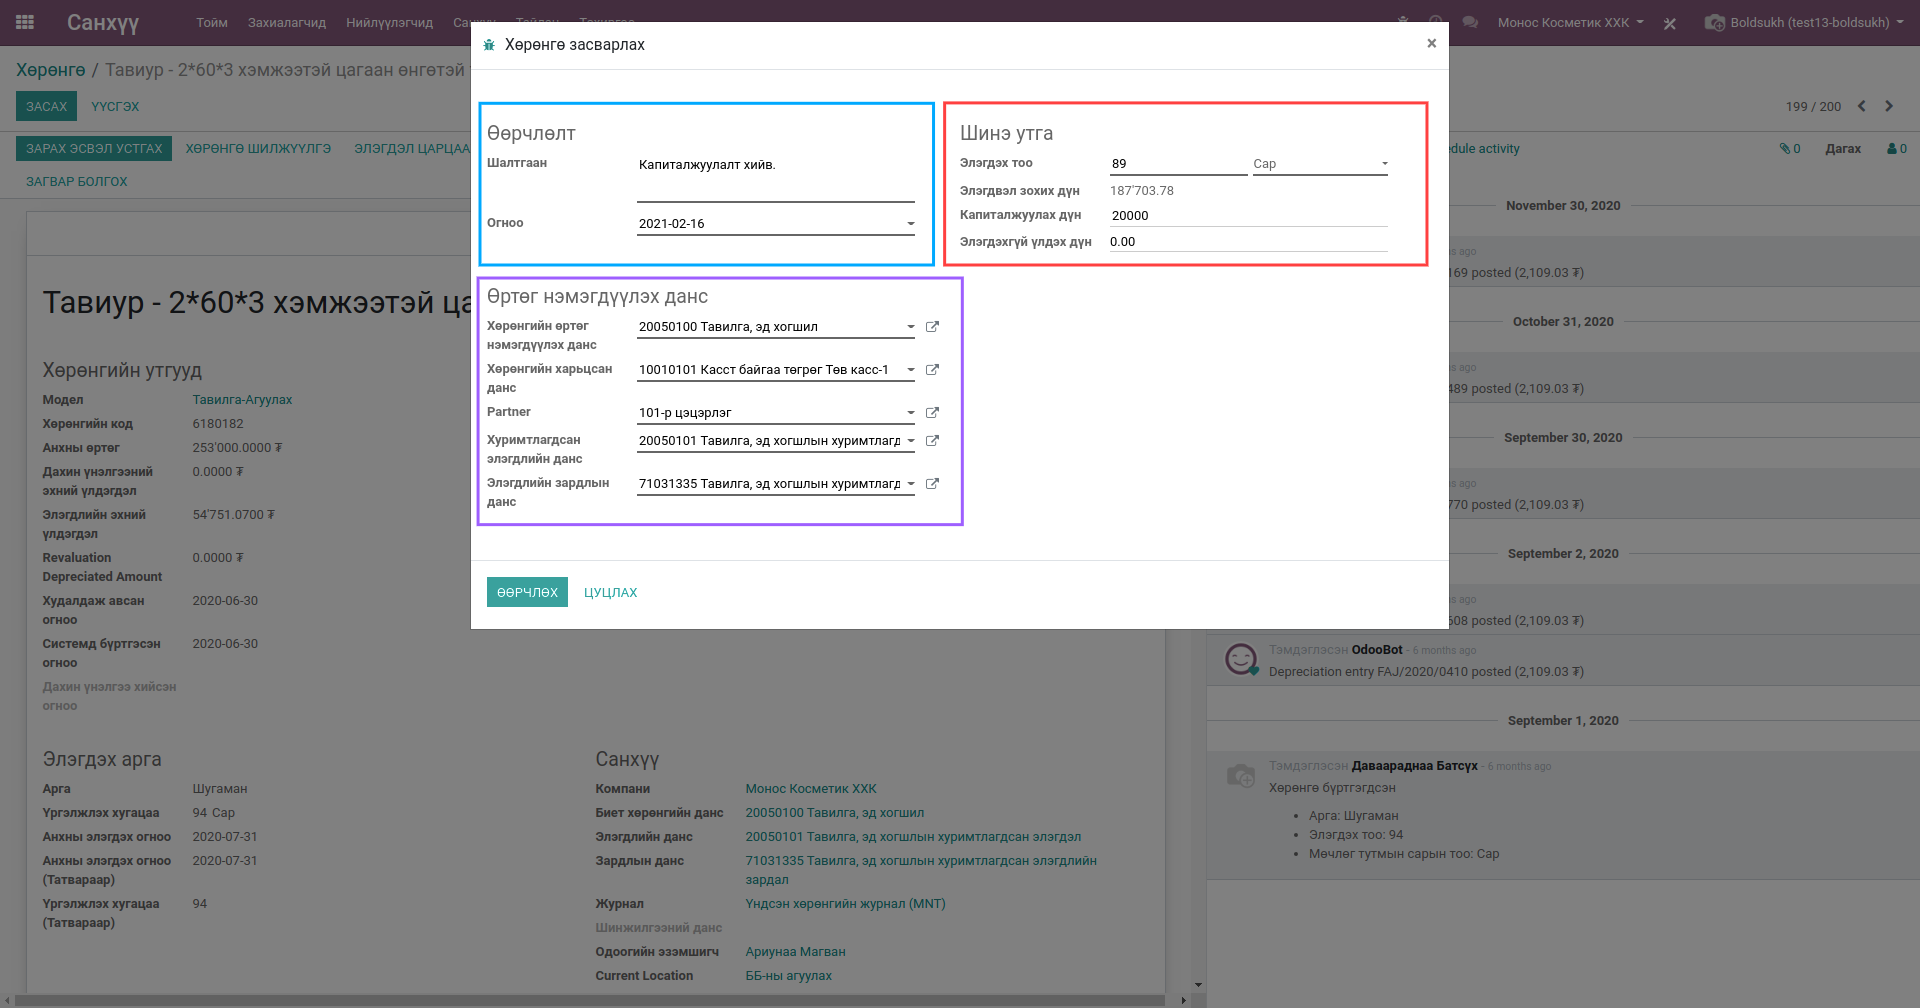 Санхүү
Тойм
Захиалагчид
Нийлүүлэгчид
Монос Косметик ХХК
Boldsukh (test13-boldsukh)
Хөрөнгө / Тавиур - 2*60*3 хэмжээтэй цагаан өнгөтэй
ЗАСАХ
ҮҮСГЭХ
199 / 200
ЗАРАХ ЭСВЭЛ УСТГАХ
ХӨРӨНГӨ ШИЛЖҮҮЛГЭ
ЭЛЭГДЭЛ ЦАРЦАА
ЗАГВАР БОЛГОХ
dule activity
0
Дагах
0
Хөрөнгө засварлах
×
Өөрчлөлт
Шалтгаан
Капиталжуулалт хийв.
Огноо
2021-02-16
Шинэ утга
Элэгдэх тоо
89
Сар
Элэгдвэл зохих дүн
187'703.78
Капиталжуулах дүн
20000
Элэгдэхгүй үлдэх дүн
0.00
Өртөг нэмэгдүүлэх данс
Хөрөнгийн өртөг
нэмэгдүүлэх данс
20050100 Тавилга, эд хогшил
Хөрөнгийн харьцсан
данс
10010101 Касст байгаа төгрөг Төв касс-1
Partner
101-р цэцэрлэг
Хуримтлагдсан
элэгдлийн данс
20050101 Тавилга, эд хогшлын хуримтлагд
Элэгдлийн зардлын
данс
71031335 Тавилга, эд хогшлын хуримтлагд
ӨӨРЧЛӨХ
ЦУЦЛАХ
Тавиур - 2*60*3 хэмжээтэй ца
Хөрөнгийн утгууд
Модел
Тавилга-Агуулах
Хөрөнгийн код
6180182
Анхны өртөг
253'000.0000 ₮
Дахин үнэлгээний
эхний үлдэгдэл
0.0000 ₮
Элэгдлийн эхний
үлдэгдэл
54'751.0700 ₮
Revaluation
Depreciated Amount
0.0000 ₮
Худалдаж авсан
огноо
2020-06-30
Системд бүртгэсэн
огноо
2020-06-30
Дахин үнэлгээ хийсэн
огноо
Элэгдэх арга
Арга
Шугаман
Үргэлжлэх хугацаа
94 Сар
Анхны элэгдэх огноо
2020-07-31
Анхны элэгдэх огноо
(Татвараар)
2020-07-31
Үргэлжлэх хугацаа
(Татвараар)
94
Санхүү
Компани
Монос Косметик ХХК
Биет хөрөнгийн данс
20050100 Тавилга, эд хогшил
Элэгдлийн данс
20050101 Тавилга, эд хогшлын хуримтлагдсан элэгдэл
Зардлын данс
71031335 Тавилга, эд хогшлын хуримтлагдсан элэгдлийн
зардал
Журнал
Үндсэн хөрөнгийн журнал (MNT)
Шинжилгээний данс
Одоогийн эзэмшигч
Ариунаа Магван
Current Location
ББ-ны агуулах
November 30, 2020
s ago
169 posted (2,109.03 ₮)
October 31, 2020
s ago
489 posted (2,109.03 ₮)
September 30, 2020
s ago
770 posted (2,109.03 ₮)
September 2, 2020
s ago
608 posted (2,109.03 ₮)
Тэмдэглэсэн OdooBot - 6 months ago
Depreciation entry FAJ/2020/0410 posted (2,109.03 ₮)
September 1, 2020
Тэмдэглэсэн Даваараднаа Батсүх - 6 months ago
Хөрөнгө бүртгэгдсэн
• Арга: Шугаман
• Элэгдэх тоо: 94
• Мөчлөг тутмын сарын тоо: Сар